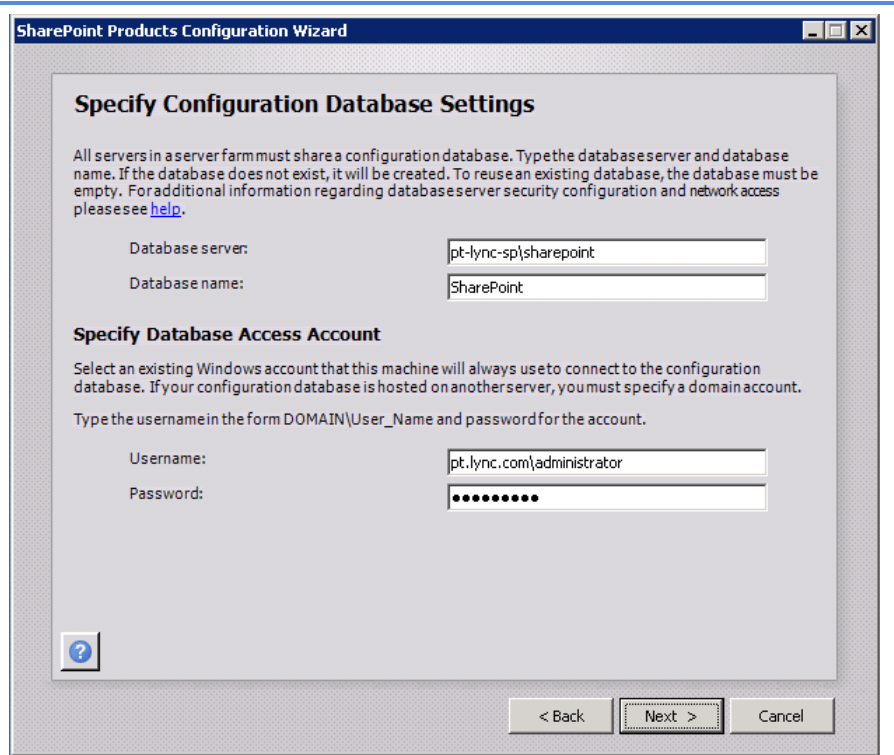 SharePoint Products Configuration Wizard
Specify Configuration Database Settings
All servers in a server farm must share a configuration database. Type the database server and database
name. If the database does not exist, it will be created. To reuse an existing database, the database must be
empty. For additional information regarding database server security configuration and network access
please see help.
Database server:
pt-lync-sp\sharepoint
Database name:
SharePoint
Specify Database Access Account
Select an existing Windows account that this machine will always use to connect to the configuration
database. If your configuration database is hosted on another server, you must specify a domain account.
Type the username in the form DOMAIN\User_Name and password for the account.
Username:
pt.lync.com\administrator
Password:
●●●●●●●●●
?
< Back
Next >
Cancel